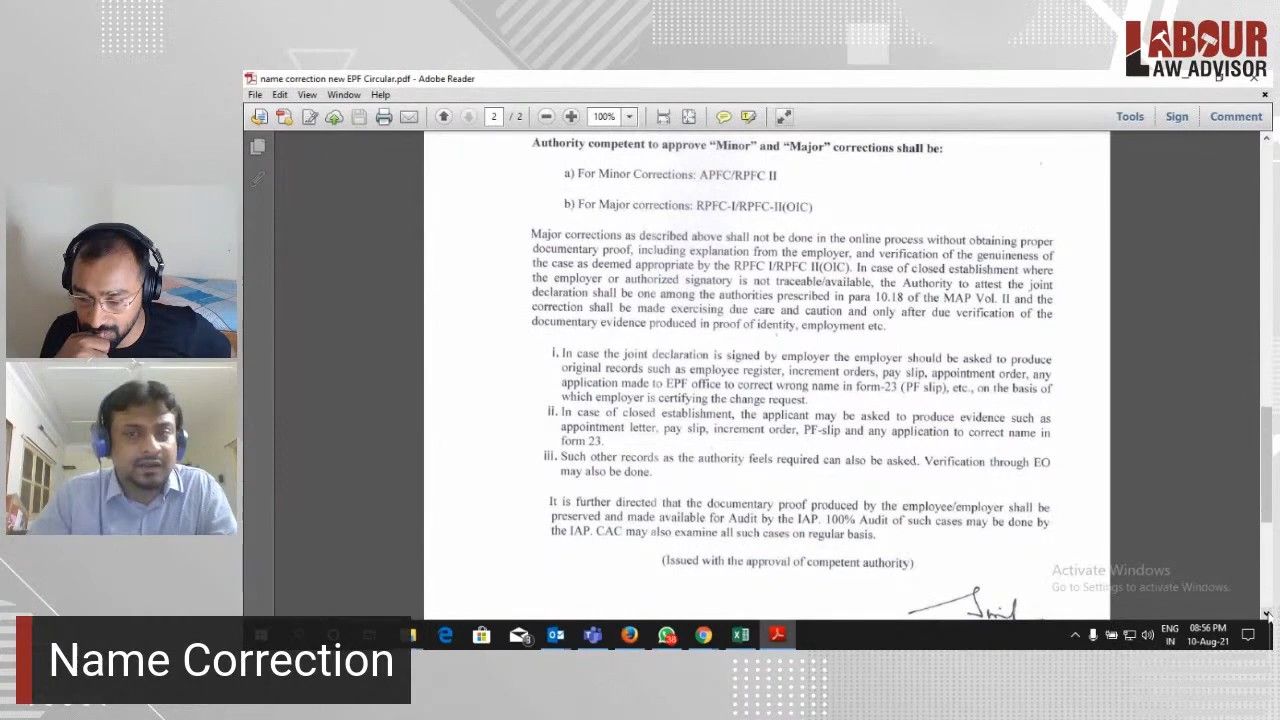 LABOUR
LAW_ADVISOR
name correction new EPF Circular.pdf - Adobe Reader
File Edit View Window Help
2 / 2 100% Tools Sign Comment
Authority competent to approve “Minor” and “Major” corrections shall be:
a) For Minor Corrections: APFC/RPFC II
b) For Major corrections: RPFC-I/RPFC-II(OIC)
Major corrections as described above shall not be done in the online process without obtaining proper
documentary proof, including explanation from the employer, and verification of the genuineness of
the case as deemed appropriate by the RPFC I/RPFC II(OIC). In case of closed establishment where
the employer or authorized signatory is not traceable/available, the Authority to attest the joint
declaration shall be one among the authorities prescribed in para 10.18 of the MAP Vol. II and the
correction shall be made exercising due care and caution and only after due verification of the
documentary evidence produced in proof of identity, employment etc.
i. In case the joint declaration is signed by employer the employer should be asked to produce
original records such as employee register, increment orders, pay slip, appointment order, any
application made to EPF office to correct wrong name in form-23 (PF slip), etc., on the basis of
which employer is certifying the change request.
ii. In case of closed establishment, the applicant may be asked to produce evidence such as
appointment letter, pay slip, increment order, PF-slip and any application to correct name in
form 23.
iii. Such other records as the authority feels required can also be asked. Verification through EO
may also be done.
It is further directed that the documentary proof produced by the employee/employer shall be
preserved and made available for Audit by the IAP. 100% Audit of such cases may be done by
the IAP. CAC may also examine all such cases on regular basis.
(Issued with the approval of competent authority)
Activate Windows
Go to Settings to activate Windows.
ENG 08:56 PM
IN 10-Aug-21
Name Correction